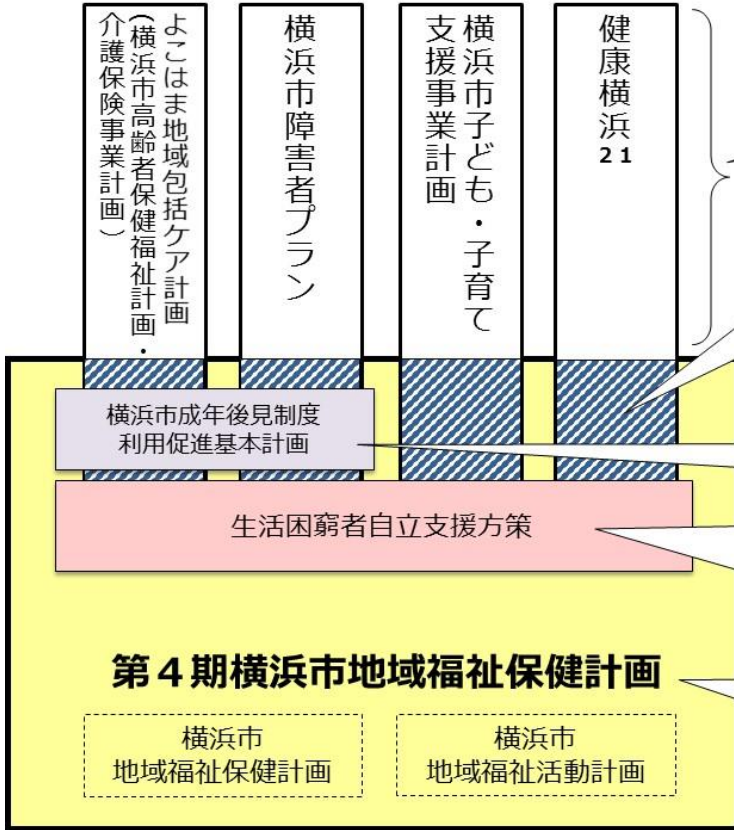 よこはま地域包括ケア計画
(横浜市高齢者保健福祉計画・
介護保険事業計画)
横浜市障害者プラン
横浜市子ども・子育て
支援事業計画
健康横浜21
横浜市成年後見制度
利用促進基本計画
生活困窮者自立支援方策
第4期横浜市地域福祉保健計画
横浜市
地域福祉保健計画
横浜市
地域福祉活動計画